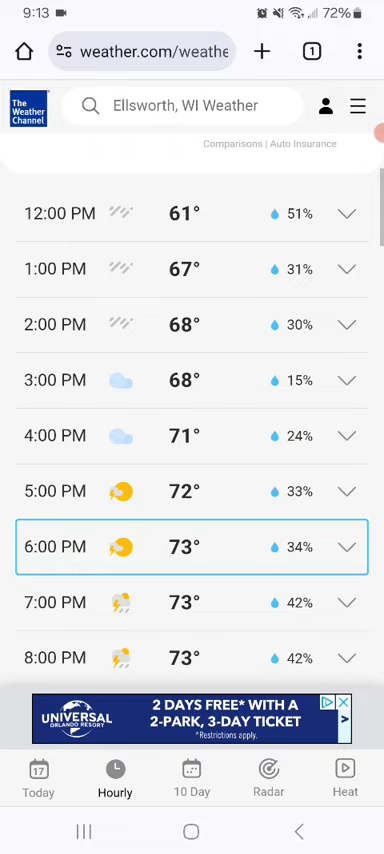 9:13 72%
weather.com/weathe 1
The Weather Channel Ellsworth, WI Weather
Comparisons | Auto Insurance
12:00 PM 61° 51%
1:00 PM 67° 31%
2:00 PM 68° 30%
3:00 PM 68° 15%
4:00 PM 71° 24%
5:00 PM 72° 33%
6:00 PM 73° 34%
7:00 PM 73° 42%
8:00 PM 73° 42%
UNIVERSAL ORLANDO RESORT
2 DAYS FREE* WITH A
2-PARK, 3-DAY TICKET
*Restrictions apply.
17
Today Hourly 10 Day Radar Heat